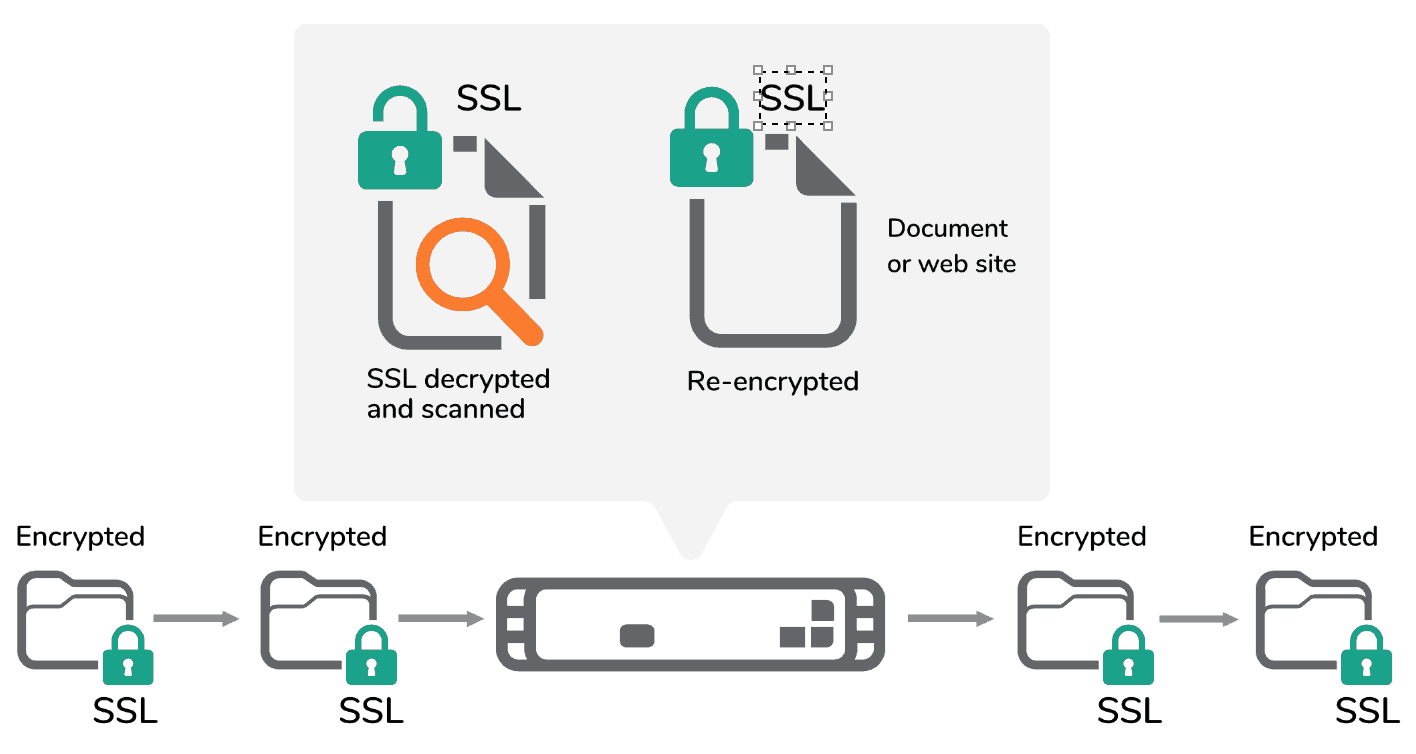 SSL
SSL
Document
or web site
SSL decrypted
and scanned
Re-encrypted
Encrypted
Encrypted
Encrypted
Encrypted
SSL
SSL
SSL
SSL